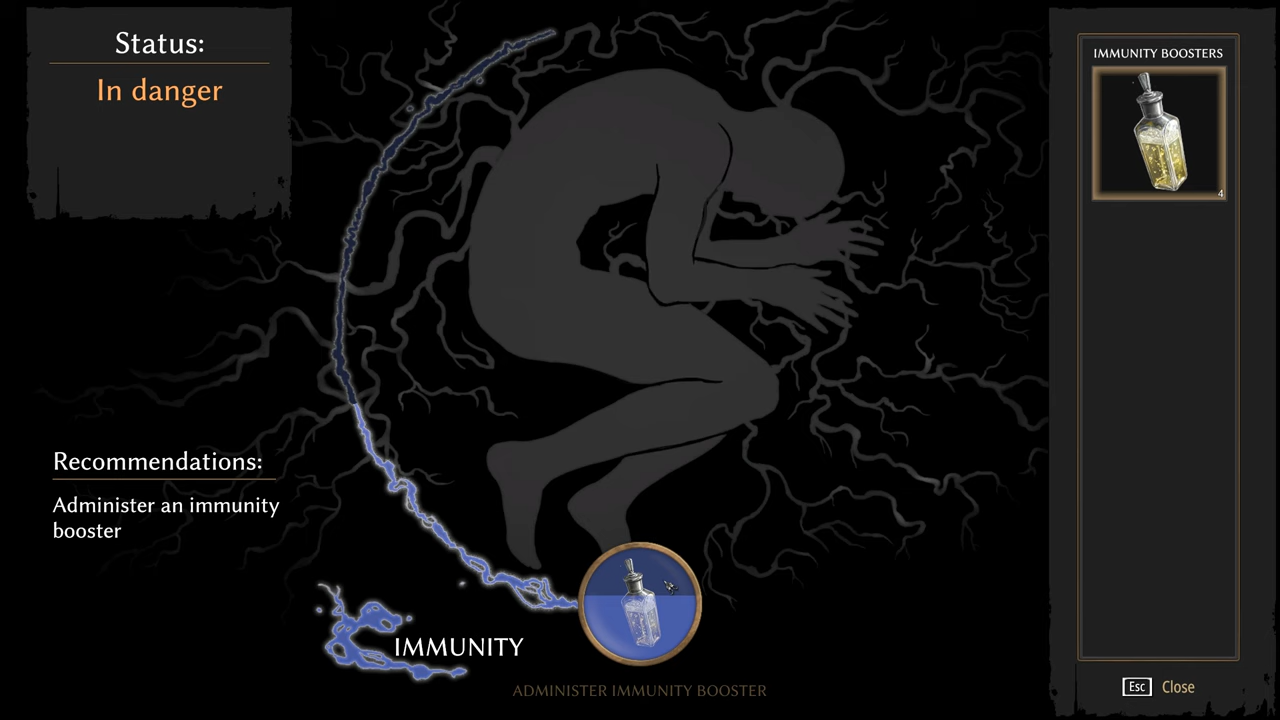 Status:
In danger
IMMUNITY BOOSTERS
4
Recommendations:
Administer an immunity
booster
IMMUNITY
ADMINISTER IMMUNITY BOOSTER
Esc Close